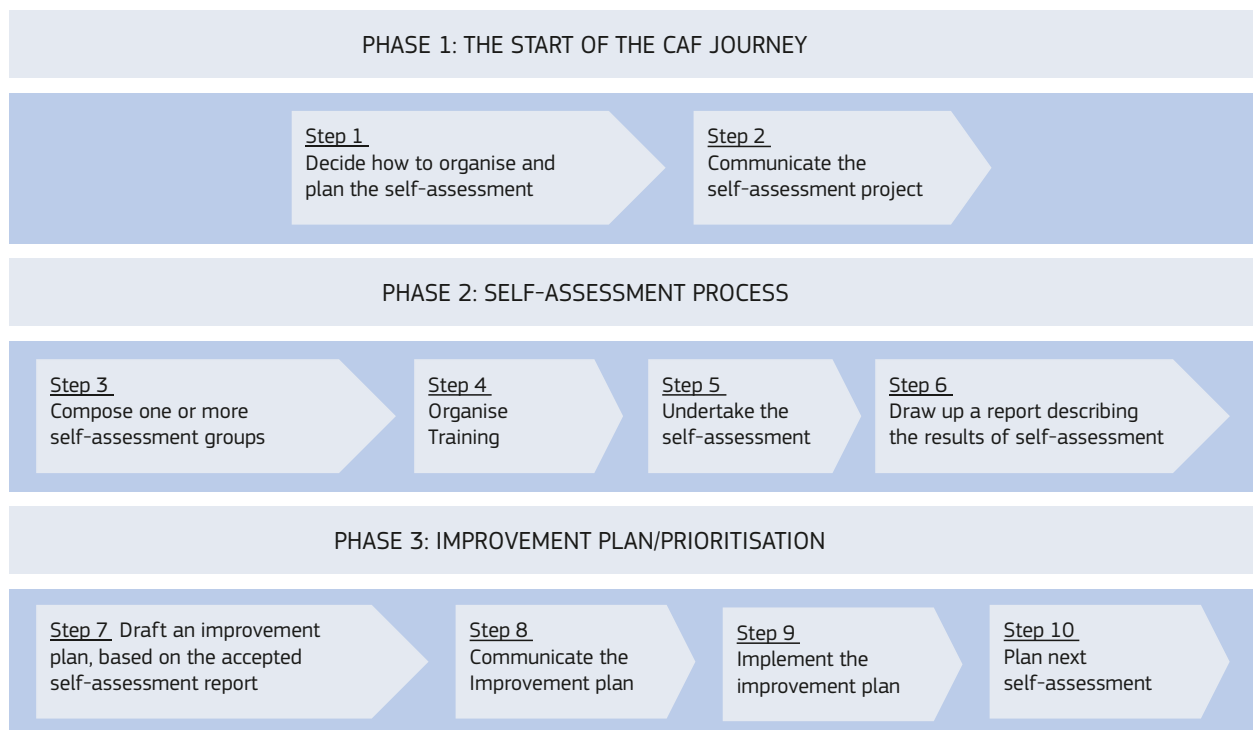 PHASE 1: THE START OF THE CAF JOURNEY
Step 1
Decide how to organise and
plan the self-assessment
Step 2
Communicate the
self-assessment project
PHASE 2: SELF-ASSESSMENT PROCESS
Step 3
Compose one or more
self-assessment groups
Step 4
Organise
Training
Step 5
Undertake the
self-assessment
Step 6
Draw up a report describing
the results of self-assessment
PHASE 3: IMPROVEMENT PLAN/PRIORITISATION
Step 7 Draft an improvement
plan, based on the accepted
self-assessment report
Step 8
Communicate the
Improvement plan
Step 9
Implement the
improvement plan
Step 10
Plan next
self-assessment